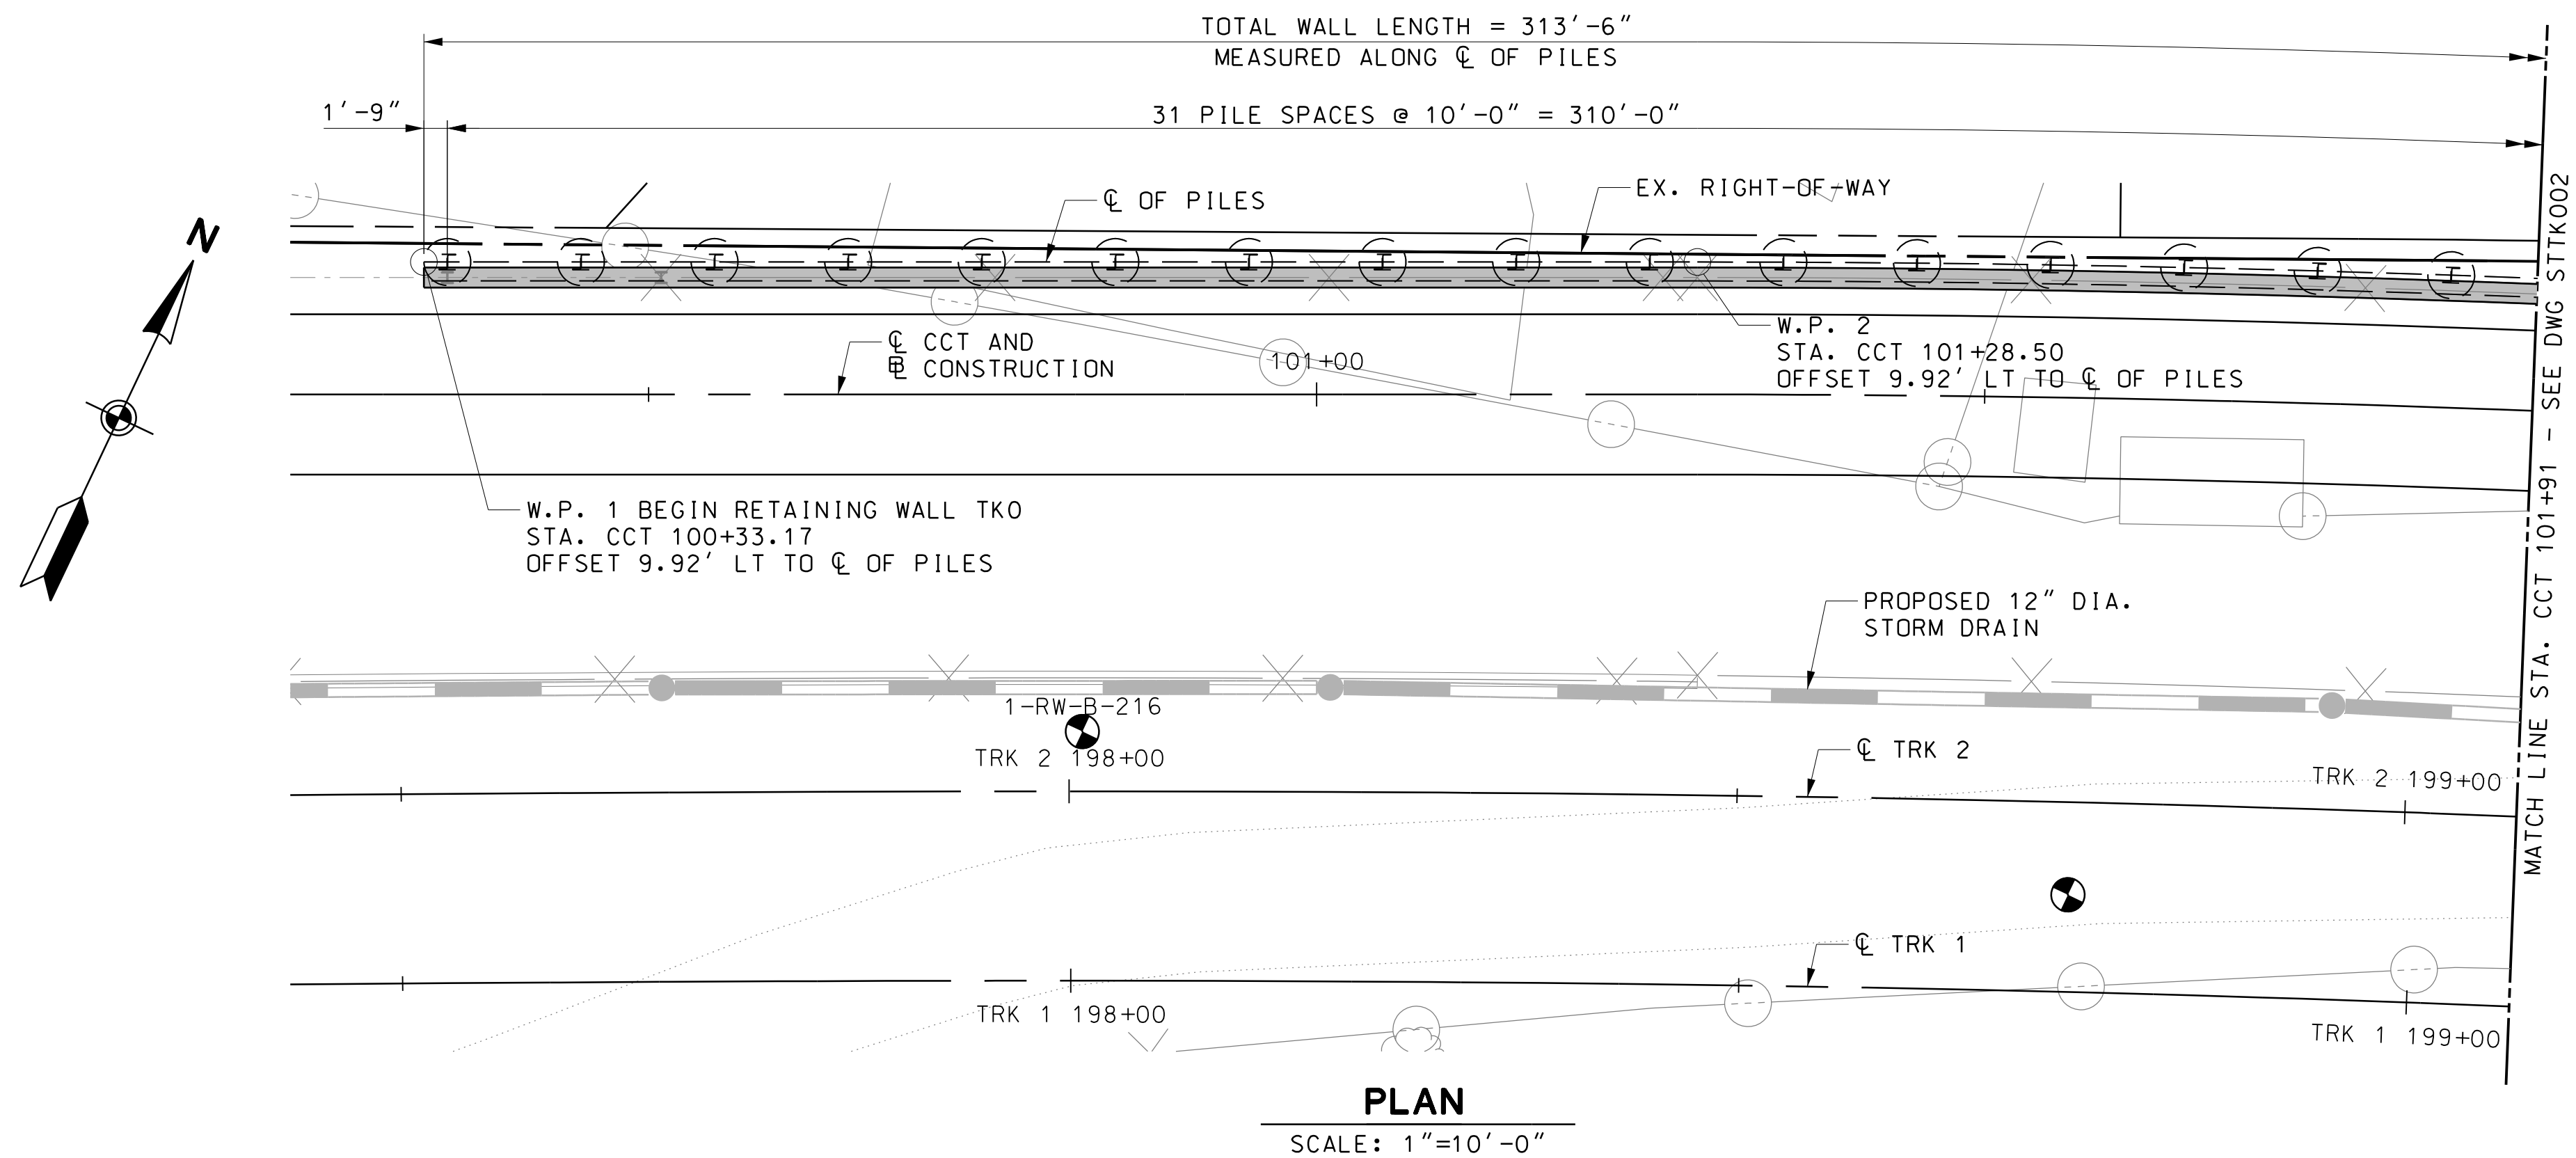 TOTAL WALL LENGTH = 313'-6"
MEASURED ALONG ℄ OF PILES
1'-9"
31 PILE SPACES @ 10'-0" = 310'-0"
N
℄ OF PILES
EX. RIGHT-OF-WAY
W.P. 2
STA. CCT 101+28.50
OFFSET 9.92' LT TO ℄ OF PILES
℄ CCT AND
BL CONSTRUCTION
101+00
W.P. 1 BEGIN RETAINING WALL TKO
STA. CCT 100+33.17
OFFSET 9.92' LT TO ℄ OF PILES
PROPOSED 12" DIA.
STORM DRAIN
1-RW-B-216
TRK 2 198+00
℄ TRK 2
TRK 2 199+00
℄ TRK 1
TRK 1 198+00
TRK 1 199+00
MATCH LINE STA. CCT 101+91 - SEE DWG STTK002
PLAN
SCALE: 1"=10'-0"